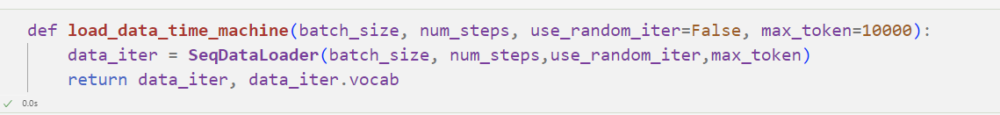 def load_data_time_machine(batch_size, num_steps, use_random_iter=False, max_token=10000):
    data_iter = SeqDataLoader(batch_size, num_steps,use_random_iter,max_token)
    return data_iter, data_iter.vocab
✓ 0.0s